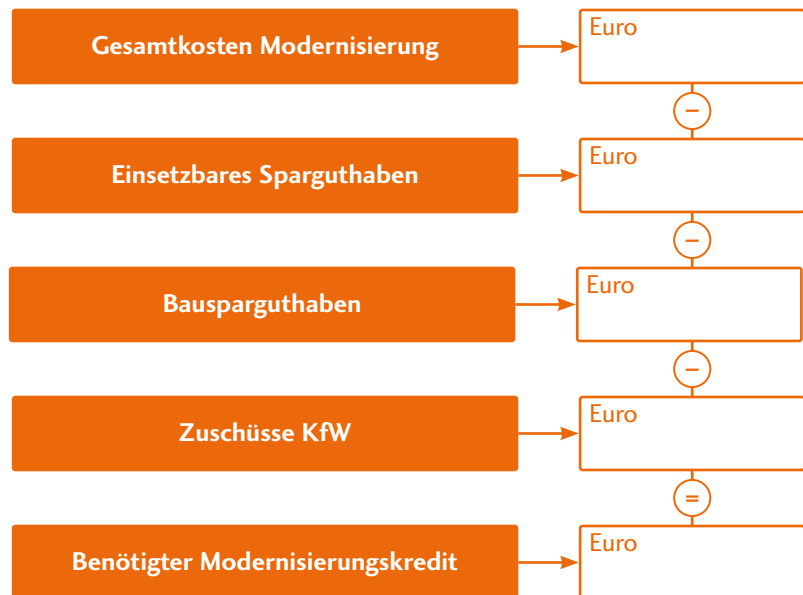 Gesamtkosten Modernisierung
Euro
–
Einsetzbares Sparguthaben
Euro
–
Bausparguthaben
Euro
–
Zuschüsse KfW
Euro
=
Benötigter Modernisierungskredit
Euro